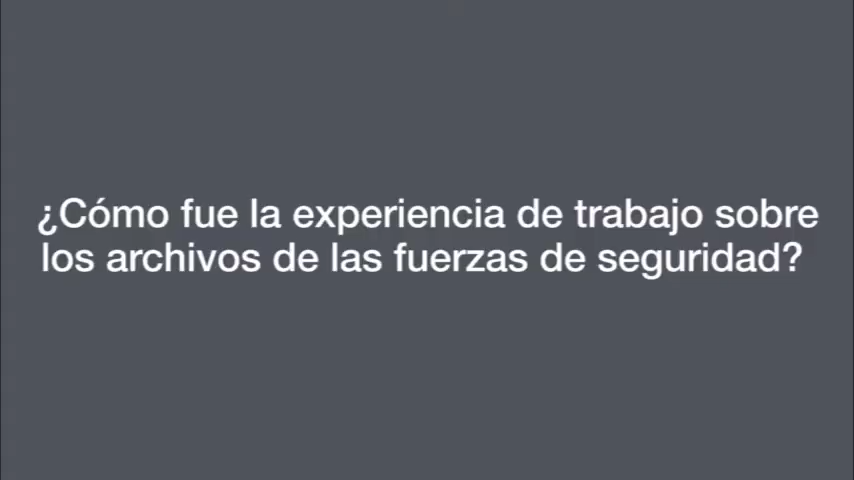 ¿Cómo fue la experiencia de trabajo sobre
los archivos de las fuerzas de seguridad?